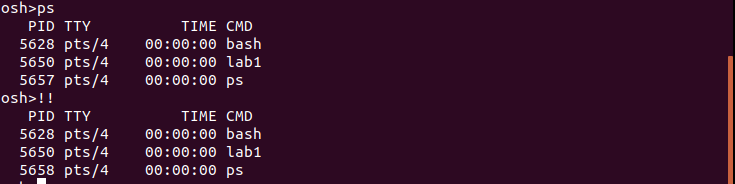 osh>ps
  PID TTY          TIME CMD
 5628 pts/4    00:00:00 bash
 5650 pts/4    00:00:00 lab1
 5657 pts/4    00:00:00 ps
osh>!!
  PID TTY          TIME CMD
 5628 pts/4    00:00:00 bash
 5650 pts/4    00:00:00 lab1
 5658 pts/4    00:00:00 ps